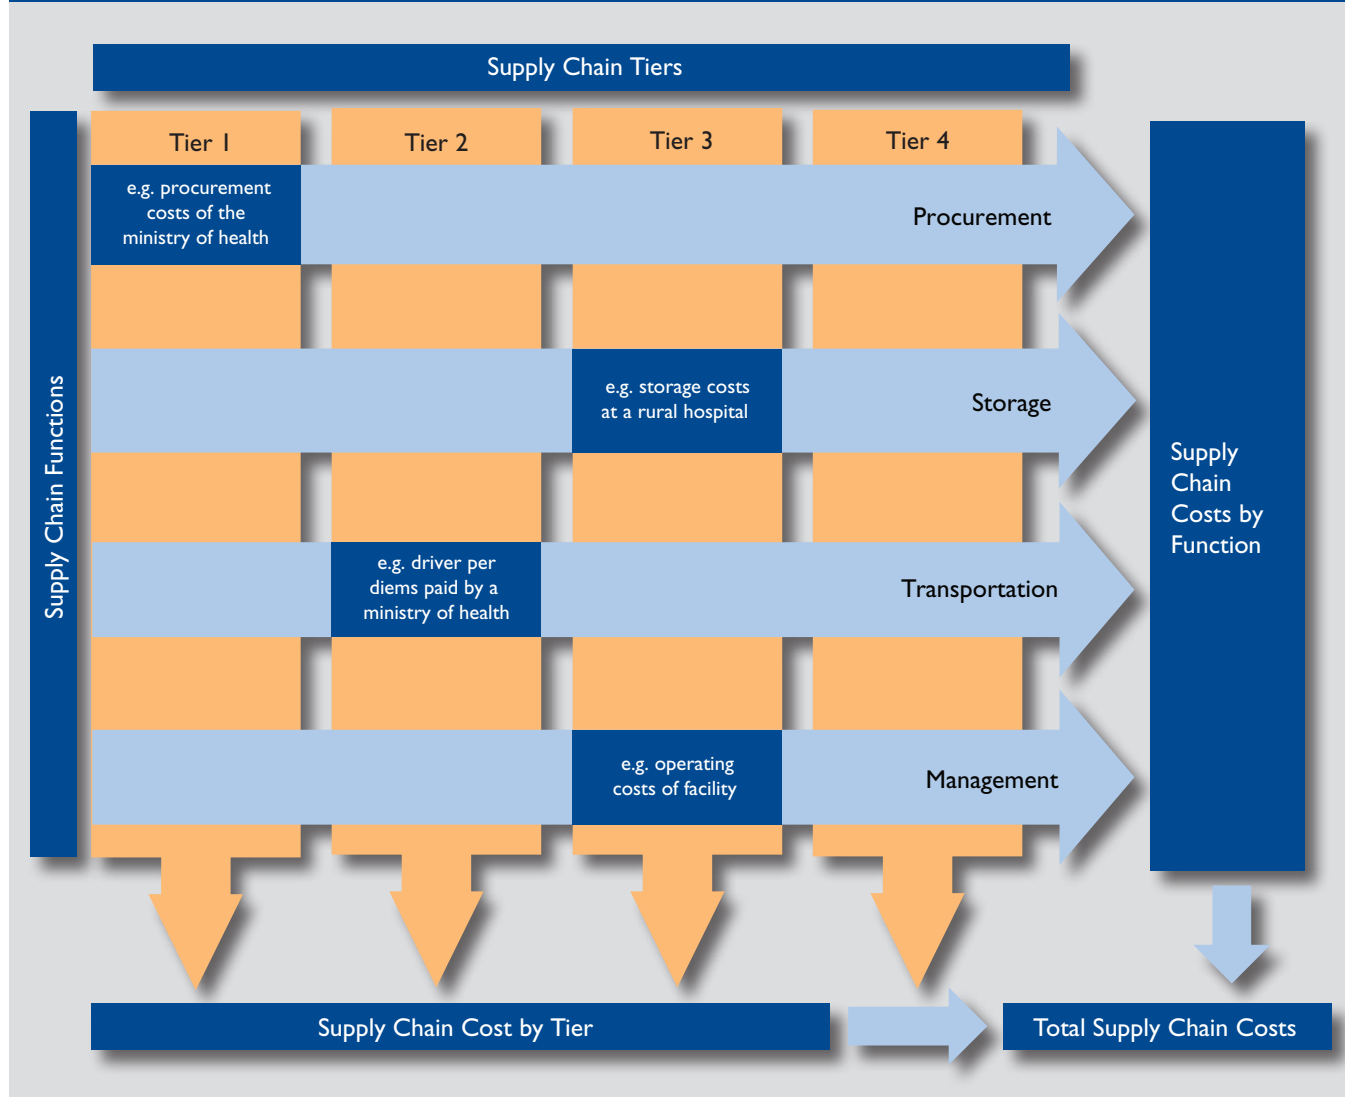 Supply Chain Tiers
Supply Chain Functions
Tier 1
Tier 2
Tier 3
Tier 4
e.g. procurement
costs of the
ministry of health
Procurement
e.g. storage costs
at a rural hospital
Storage
e.g. driver per
diems paid by a
ministry of health
Transportation
e.g. operating
costs of facility
Management
Supply
Chain
Costs by
Function
Supply Chain Cost by Tier
Total Supply Chain Costs